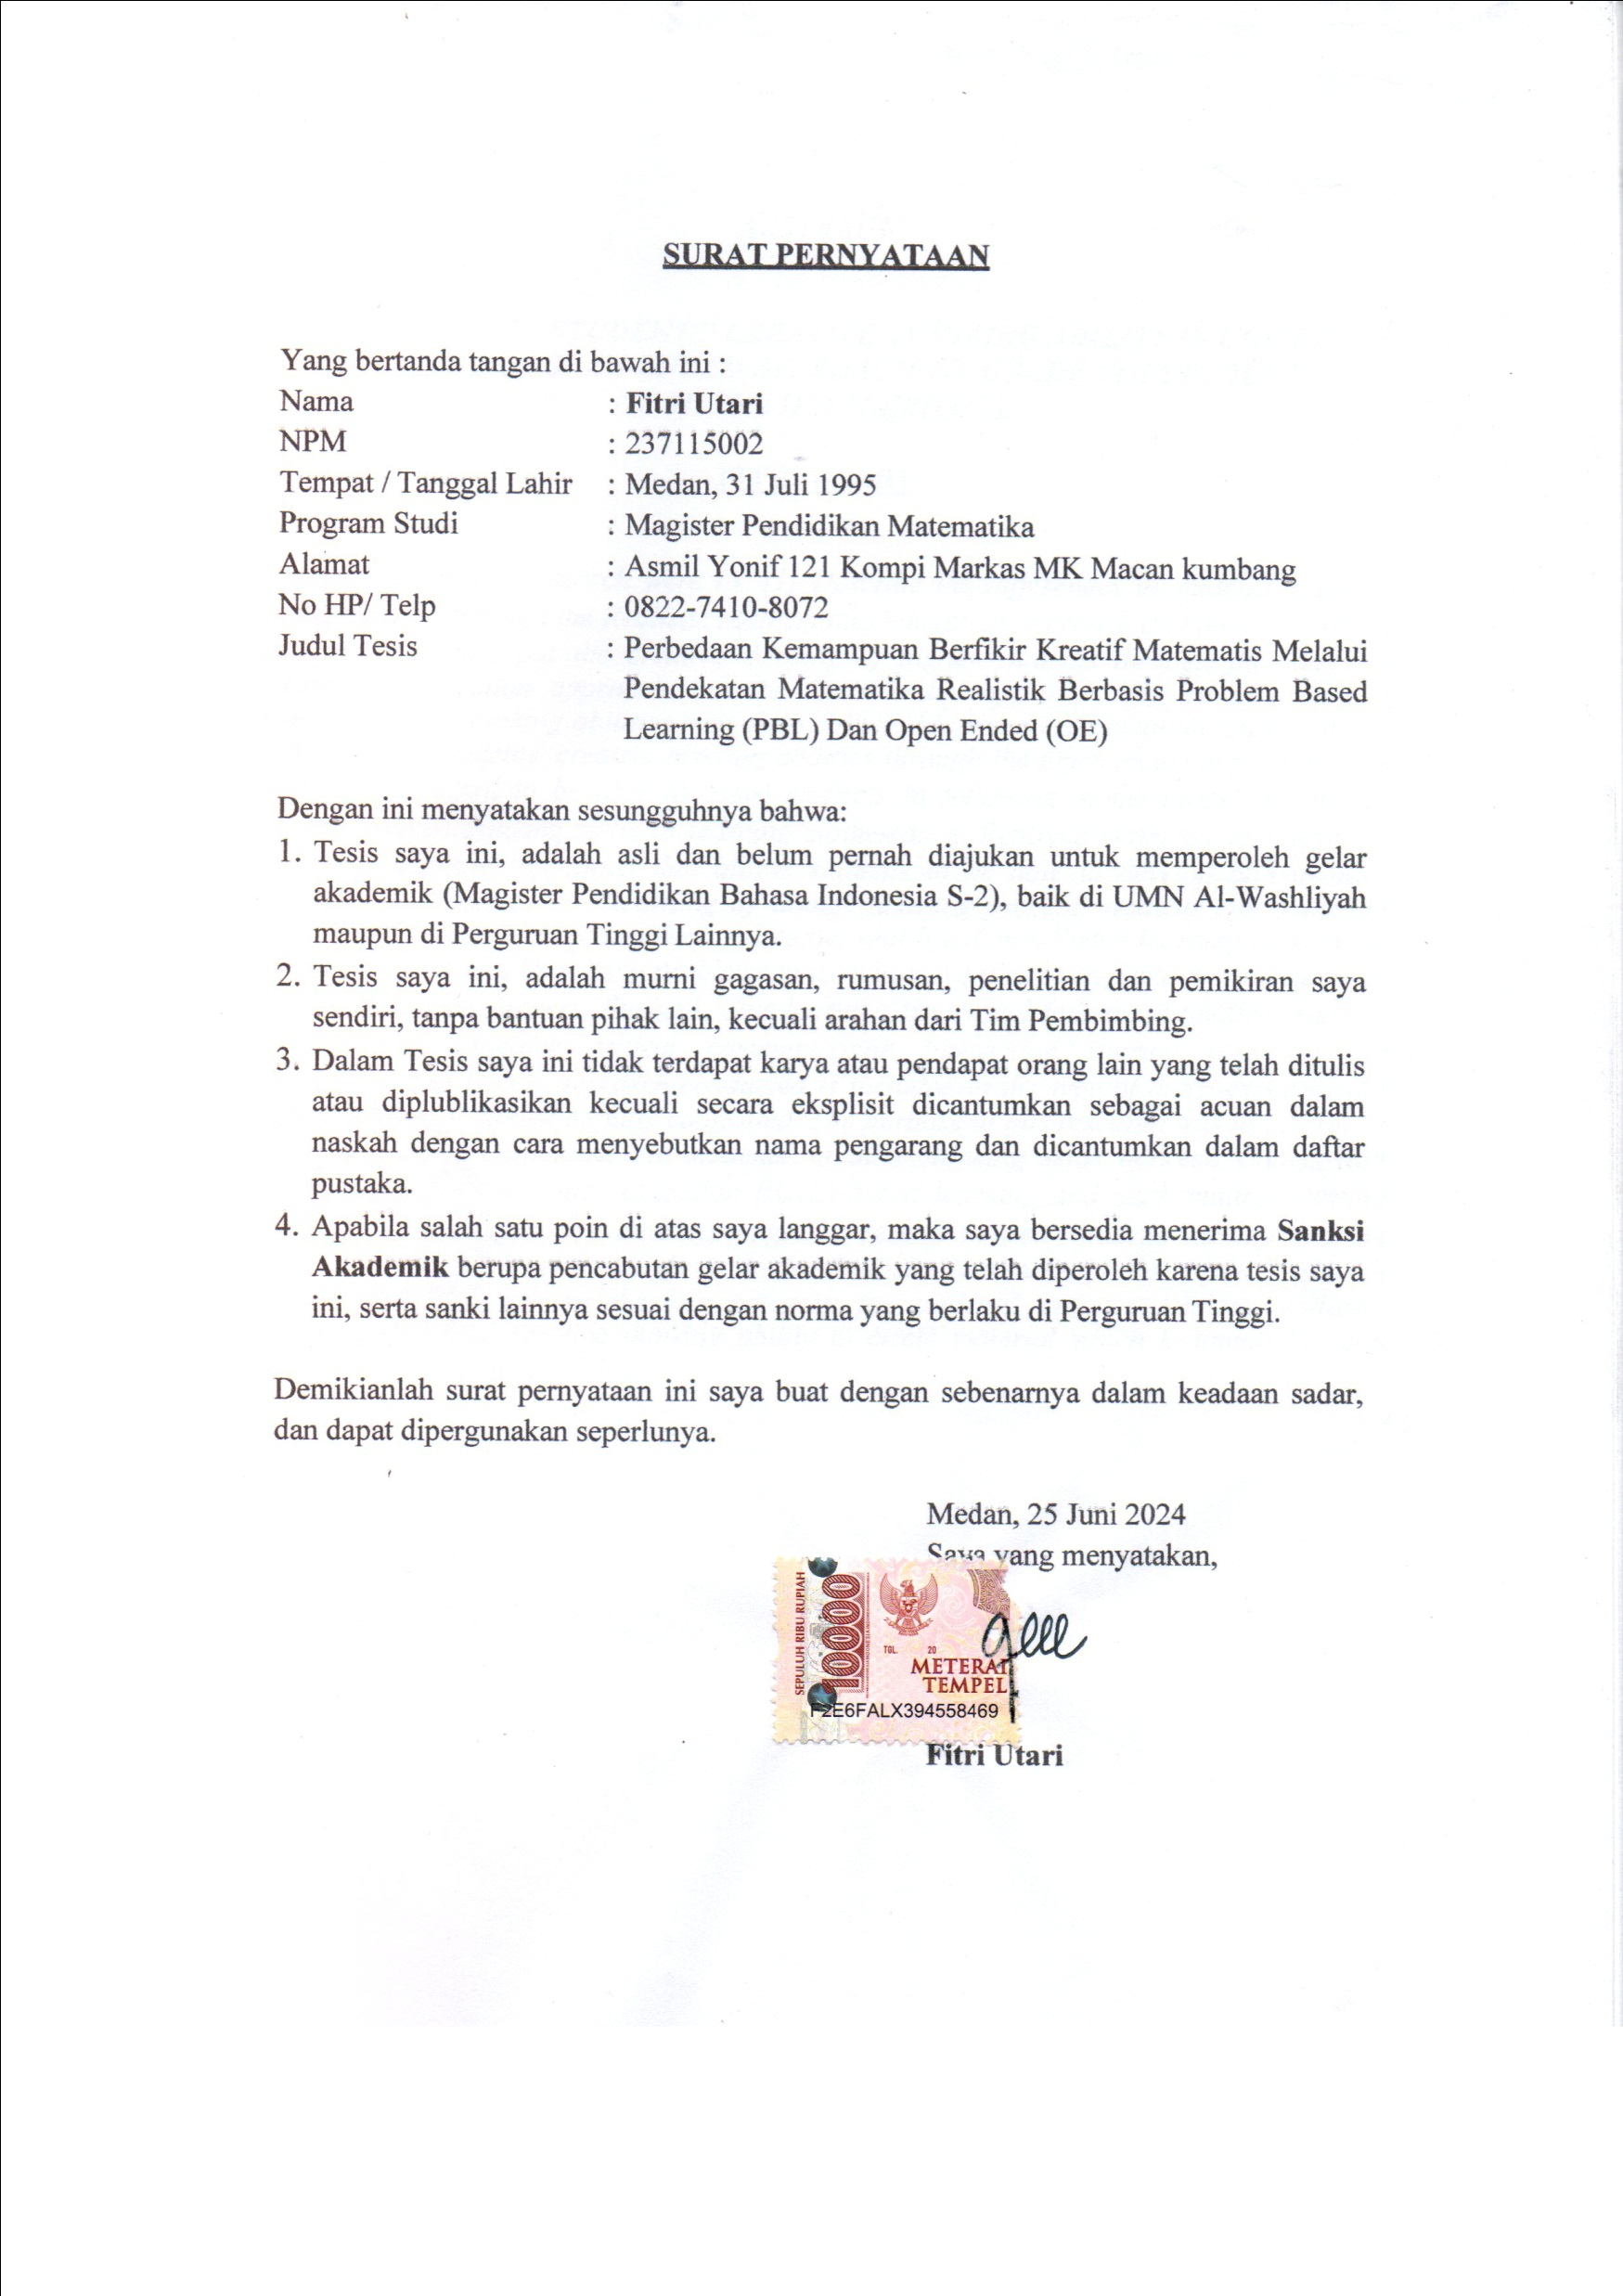 SURAT PERNYATAAN
Yang bertanda tangan di bawah ini :
Nama : Fitri Utari
NPM : 237115002
Tempat / Tanggal Lahir : Medan, 31 Juli 1995
Program Studi : Magister Pendidikan Matematika
Alamat : Asmil Yonif 121 Kompi Markas MK Macan kumbang
No HP/ Telp : 0822-7410-8072
Judul Tesis : Perbedaan Kemampuan Berfikir Kreatif Matematis Melalui
Pendekatan Matematika Realistik Berbasis Problem Based
Learning (PBL) Dan Open Ended (OE)
Dengan ini menyatakan sesungguhnya bahwa:
1. Tesis saya ini, adalah asli dan belum pernah diajukan untuk memperoleh gelar
akademik (Magister Pendidikan Bahasa Indonesia S-2), baik di UMN Al-Washliyah
maupun di Perguruan Tinggi Lainnya.
2. Tesis saya ini, adalah murni gagasan, rumusan, penelitian dan pemikiran saya
sendiri, tanpa bantuan pihak lain, kecuali arahan dari Tim Pembimbing.
3. Dalam Tesis saya ini tidak terdapat karya atau pendapat orang lain yang telah ditulis
atau diplublikasikan kecuali secara eksplisit dicantumkan sebagai acuan dalam
naskah dengan cara menyebutkan nama pengarang dan dicantumkan dalam daftar
pustaka.
4. Apabila salah satu poin di atas saya langgar, maka saya bersedia menerima Sanksi
Akademik berupa pencabutan gelar akademik yang telah diperoleh karena tesis saya
ini, serta sanki lainnya sesuai dengan norma yang berlaku di Perguruan Tinggi.
Demikianlah surat pernyataan ini saya buat dengan sebenarnya dalam keadaan sadar,
dan dapat dipergunakan seperlunya.
Medan, 25 Juni 2024
Saya yang menyatakan,
SEPULUH RIBU RUPIAH
10000
TGL. 20
METERAI
TEMPEL
F2E6FALX394558469
Fitri Utari